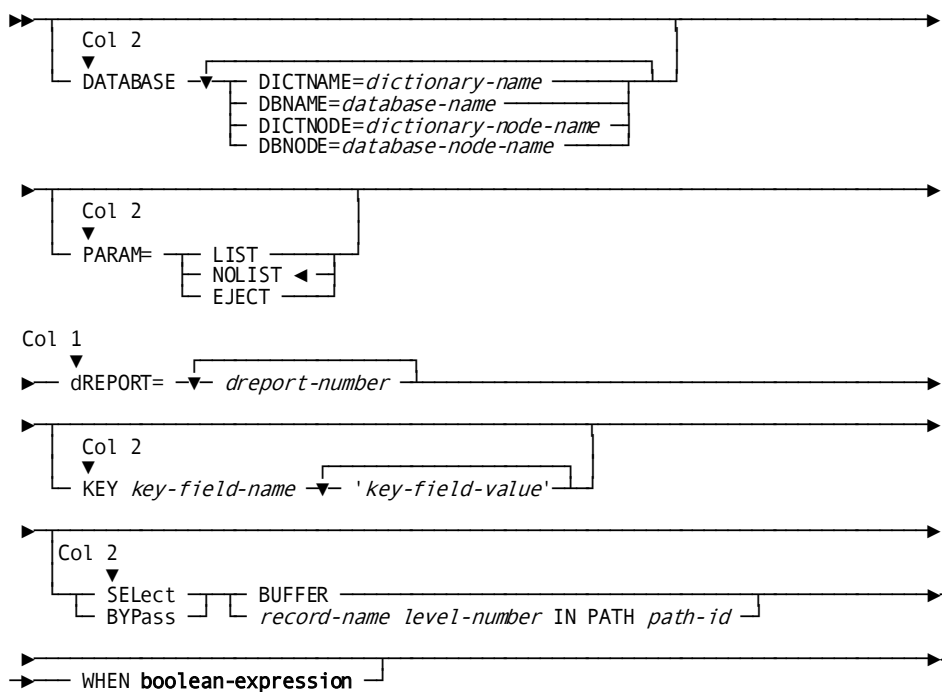 Col 2
DATABASE DICTNAME=dictionary-name
DBNAME=database-name
DICTNODE=dictionary-node-name
DBNODE=database-node-name
Col 2
PARAM= LIST
NOLIST
EJECT
Col 1
dREPORT= dreport-number
Col 2
KEY key-field-name 'key-field-value'
Col 2
SELect BUFFER
BYPass record-name level-number IN PATH path-id
WHEN boolean-expression